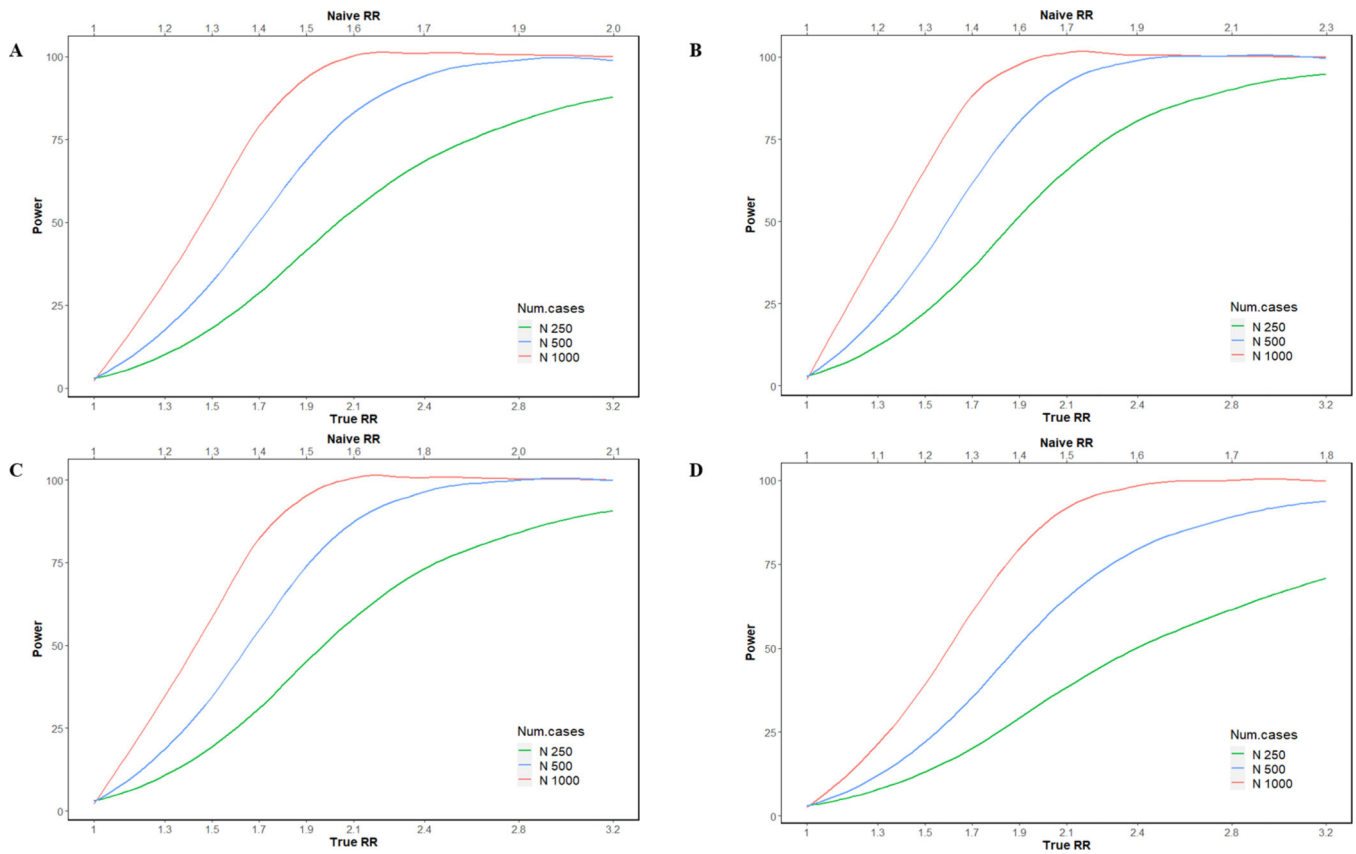 A
Naive RR
1 1.2 1.3 1.4 1.5 1.6 1.7 1.9 2.0
Power
100
75
50
25
0
Num.cases
N 250
N 500
N 1000
1 1.3 1.5 1.7 1.9 2.1 2.4 2.8 3.2
True RR
B
Naive RR
1 1.2 1.3 1.4 1.6 1.7 1.9 2.1 2.3
Power
100
75
50
25
0
Num.cases
N 250
N 500
N 1000
1 1.3 1.5 1.7 1.9 2.1 2.4 2.8 3.2
True RR
C
Naive RR
1 1.2 1.3 1.4 1.5 1.6 1.8 2.0 2.1
Power
100
75
50
25
0
Num.cases
N 250
N 500
N 1000
1 1.3 1.5 1.7 1.9 2.1 2.4 2.8 3.2
True RR
D
Naive RR
1 1.1 1.2 1.3 1.4 1.5 1.6 1.7 1.8
Power
100
75
50
25
0
Num.cases
N 250
N 500
N 1000
1 1.3 1.5 1.7 1.9 2.1 2.4 2.8 3.2
True RR